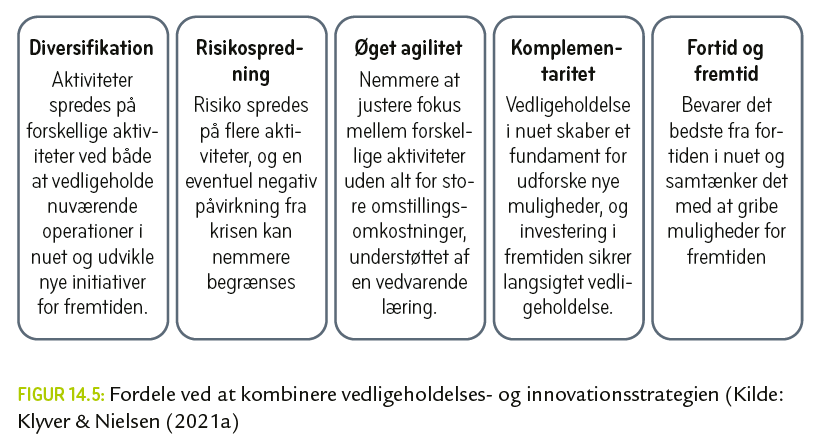 Diversifikation
Aktiviteter
spredes på
forskellige aktiv-
iteter ved både
at vedligeholde
nuværende
operationer i
nuet og udvikle
nye initiativer
for fremtiden.
Risikospred-
ning
Risiko spredes
på flere akti-
viteter, og en
eventuel negativ
påvirkning fra
krisen kan
nemmere
begrænses
Øget agilitet
Nemmere at
justere fokus
mellem forskel-
lige aktiviteter
uden alt for sto-
re omstillings-
omkostninger,
understøttet af
en vedvarende
læring.
Komplemen-
taritet
Vedligeholdelse
i nuet skaber et
fundament for
udforske nye
muligheder, og
investering i
fremtiden sikrer
langsigtet vedli-
geholdelse.
Fortid og
fremtid
Bevarer det
bedste fra for-
tiden i nuet og
samtænker det
med at gribe
muligheder for
fremtiden
FIGUR 14.5: Fordele ved at kombinere vedligeholdelses- og innovationsstrategien (Kilde:
Klyver & Nielsen (2021a)